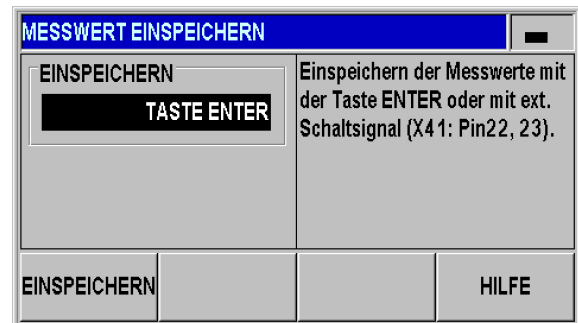 MESSWERT EINSPEICHERN
EINSPEICHERN
TASTE ENTER
Einspeichern der Messwerte mit
der Taste ENTER oder mit ext.
Schaltsignal (X41: Pin22, 23).
EINSPEICHERN
HILFE